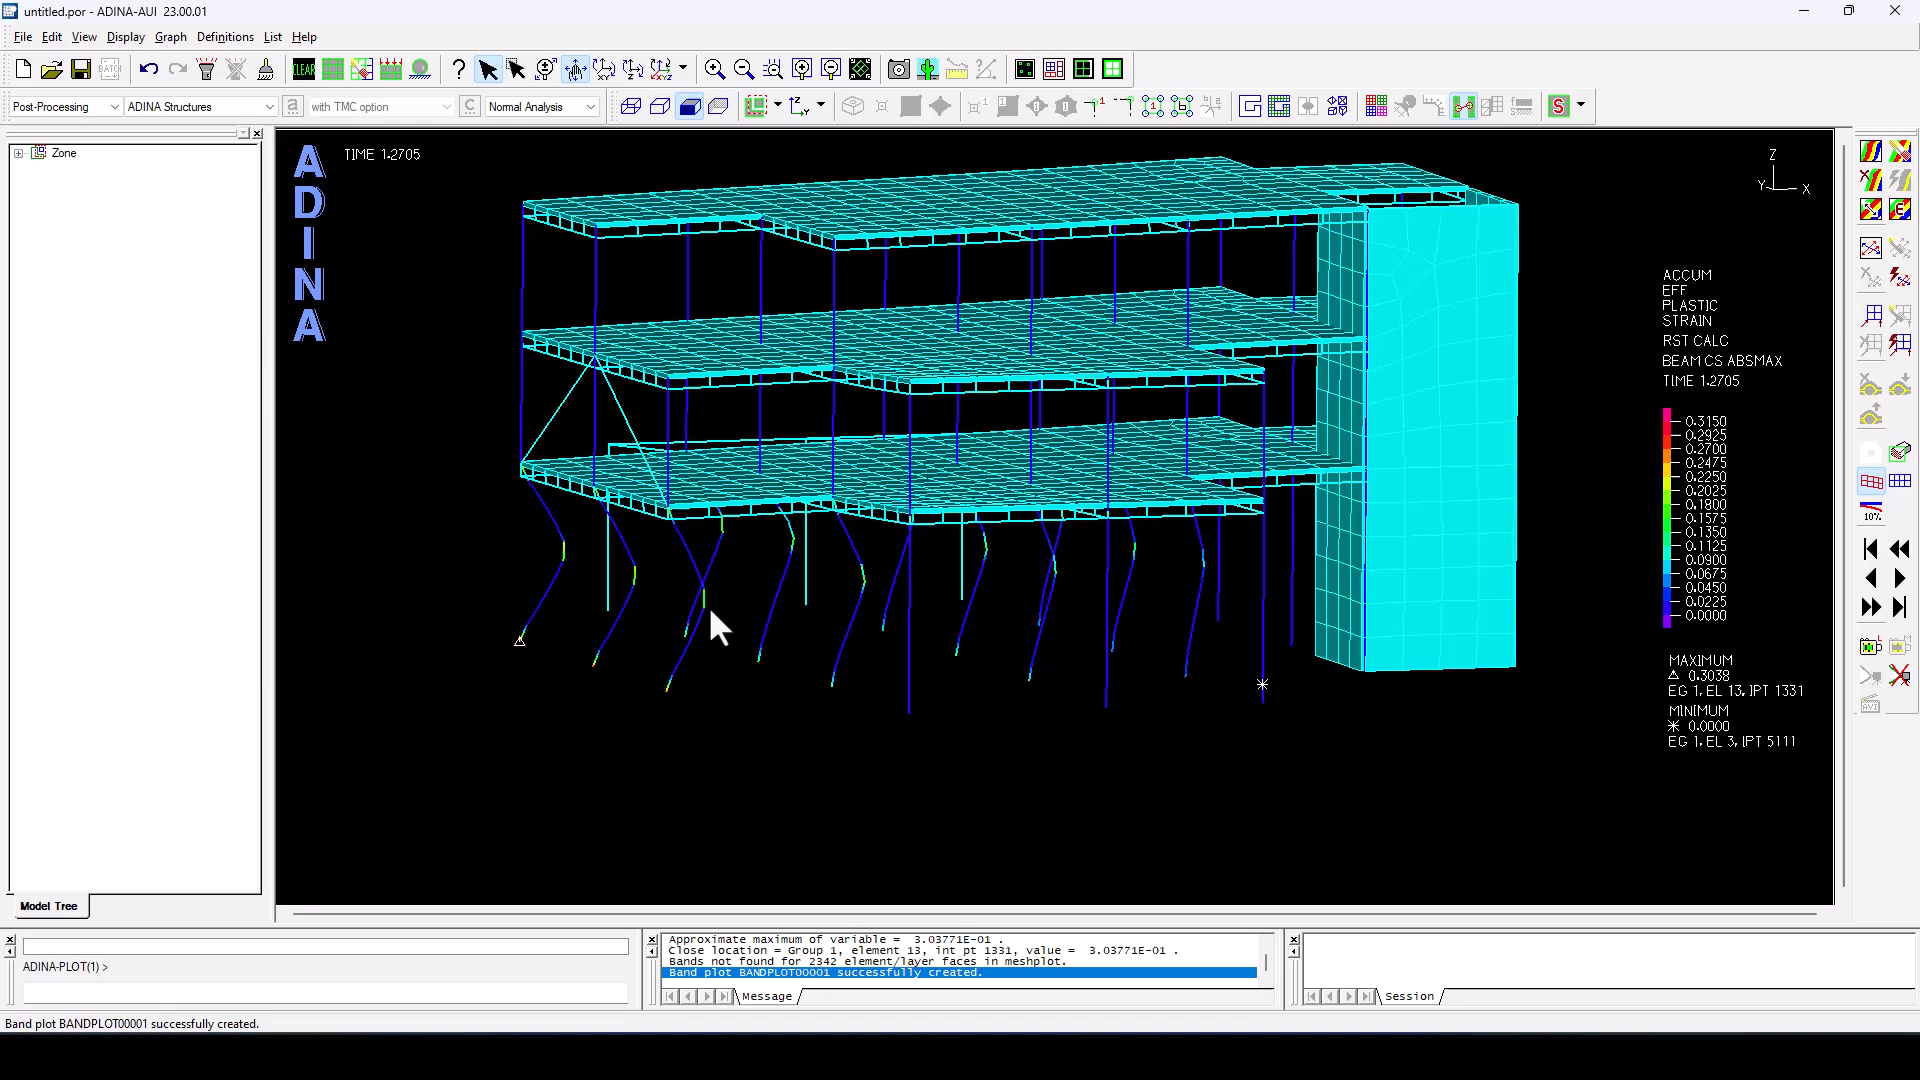 untitled.por - ADINA-AUI 23.00.01
File Edit View Display Graph Definitions List Help
CLEAR
BATCH
Post-Processing
ADINA Structures
a
with TMC option
C
Normal Analysis
S
Zone
Model Tree
ADINA
TIME 1.2705
Z
Y
X
ACCUM
EFF
PLASTIC
STRAIN
RST CALC
BEAM CS ABSMAX
TIME 1.2705
0.3150
0.2925
0.2700
0.2475
0.2250
0.2025
0.1800
0.1575
0.1350
0.1125
0.0900
0.0675
0.0450
0.0225
0.0000
MAXIMUM
△ 0.3038
EG 1, EL 13, IPT 1331
MINIMUM
✳ 0.0000
EG 1, EL 3, IPT 5111
10%
AVI
ADINA-PLOT(1) >
Approximate maximum of variable = 3.03771E-01 .
Close location = Group 1, element 13, int pt 1331, value = 3.03771E-01 .
Bands not found for 2342 element/layer faces in meshplot.
Band plot BANDPLOT00001 successfully created.
Message
Session
Band plot BANDPLOT00001 successfully created.